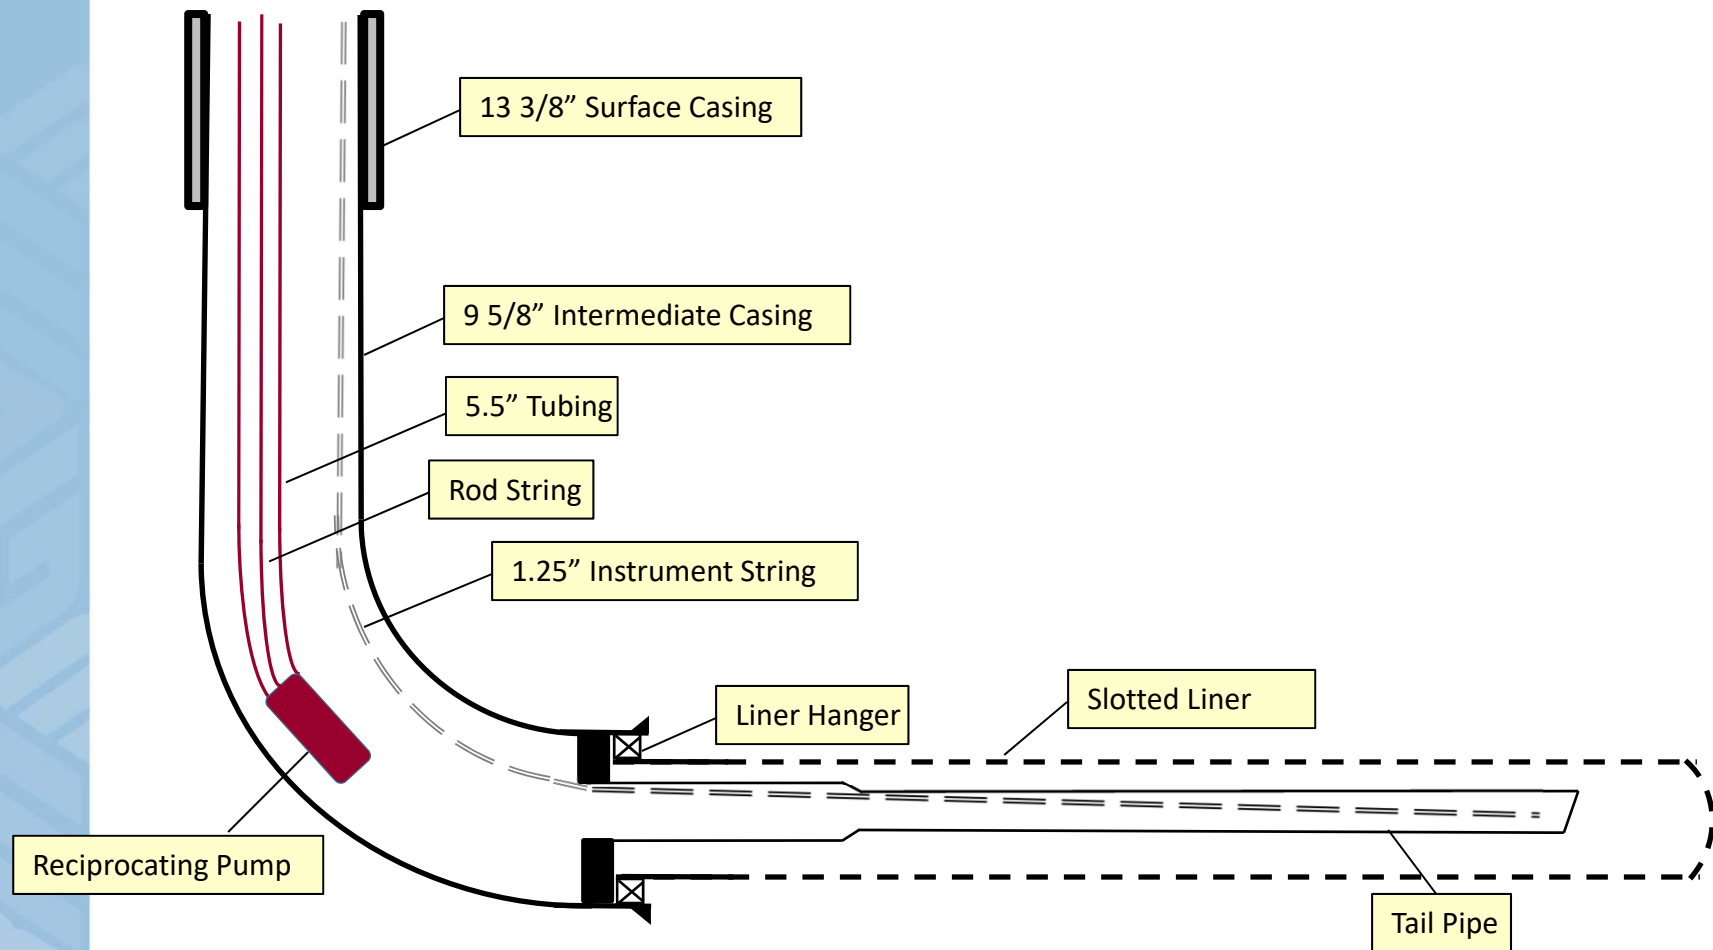 13 3/8” Surface Casing
9 5/8” Intermediate Casing
5.5” Tubing
Rod String
1.25” Instrument String
Slotted Liner
Liner Hanger
Reciprocating Pump
Tail Pipe